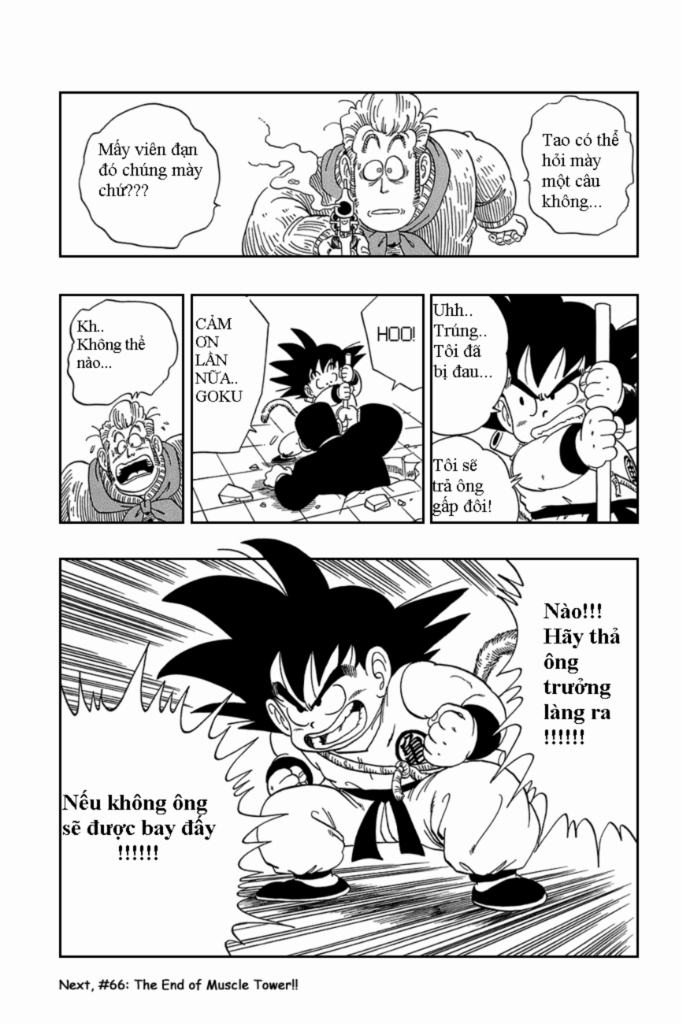 Tao có thể
hỏi mày
một câu
không...
Mấy viên đạn
đó chúng mày
chứ???
Uhh..
Trúng..
Tôi đã
bị đau...
Tôi sẽ
trả ông
gấp đôi!
HOO!
CẢM
ƠN
LẦN
NỮA..
GOKU
Kh..
Không thể
nào...
Nào!!!
Hãy thả
ông
trưởng
làng ra
!!!!!!
Nếu không ông
sẽ được bay đấy
!!!!!!
Next, #66: The End of Muscle Tower!!